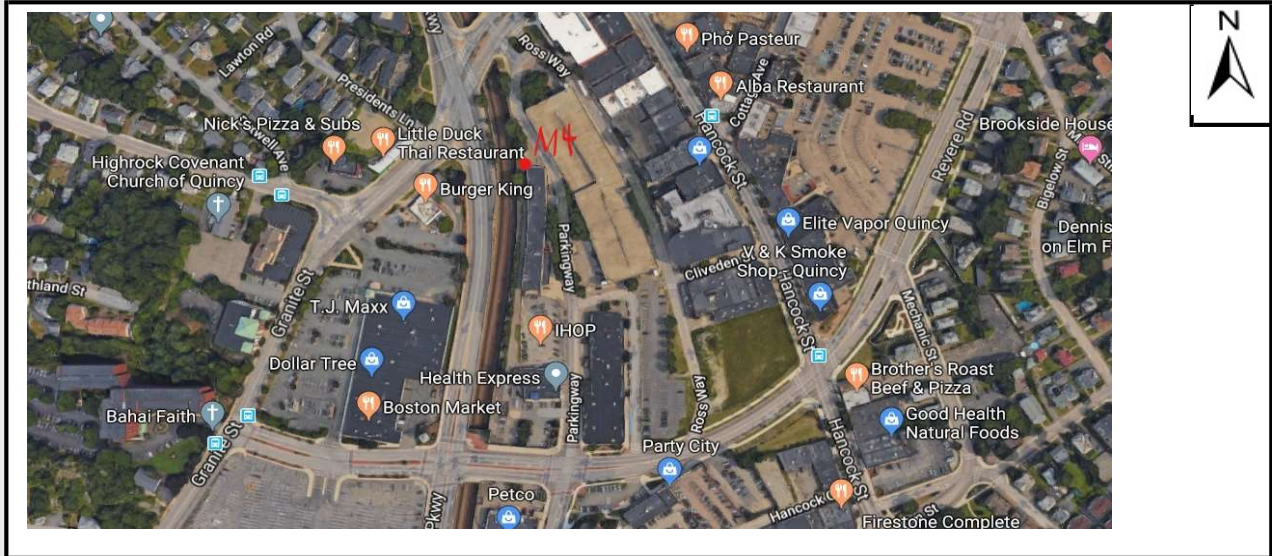 N
Lawton Rd
Pkwy
Ross Way
Phở Pasteur
Alba Restaurant
Cottage Ave
Presidents Ln
Nick's Pizza & Subs
Little Duck
Thai Restaurant
M4
Hancock St
Brookside House
Revere Rd
Bigelow St
Highrock Covenant
Church of Quincy
Burger King
Elite Vapor Quincy
Dennis
on Elm F
Parkingway
Cliveden
V & K Smoke
Shop - Quincy
thland St
Granite St
T.J. Maxx
Hancock St
Mechanic St
IHOP
Dollar Tree
Health Express
Brother's Roast
Beef & Pizza
Boston Market
Parkingway
Ross Way
Bahai Faith
Good Health
Natural Foods
Granite St
Party City
Hancock St
Petco
Pkwy
Hancock
Firestone Complete